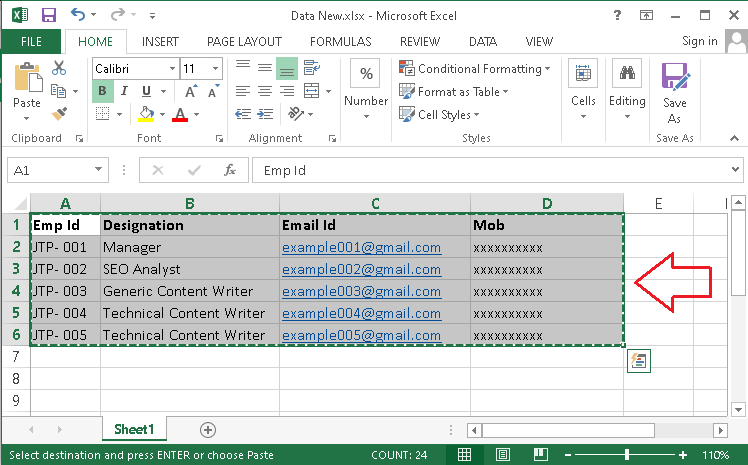 Data New.xlsx - Microsoft Excel
FILE HOME INSERT PAGE LAYOUT FORMULAS REVIEW DATA VIEW Sign in
Calibri 11 % Conditional Formatting
Paste B I U A A Number Format as Table Cells Editing Save As
A Cell Styles
Clipboard Font Alignment Styles Save As
A1 fx Emp Id
A B C D E
1 Emp Id Designation Email Id Mob
2 JTP- 001 Manager example001@gmail.com xxxxxxxxxx
3 JTP- 002 SEO Analyst example002@gmail.com xxxxxxxxxx
4 JTP- 003 Generic Content Writer example003@gmail.com xxxxxxxxxx
5 JTP- 004 Technical Content Writer example004@gmail.com xxxxxxxxxx
6 JTP- 005 Technical Content Writer example005@gmail.com xxxxxxxxxx
7
8
9
Sheet1
Select destination and press ENTER or choose Paste COUNT: 24 110%